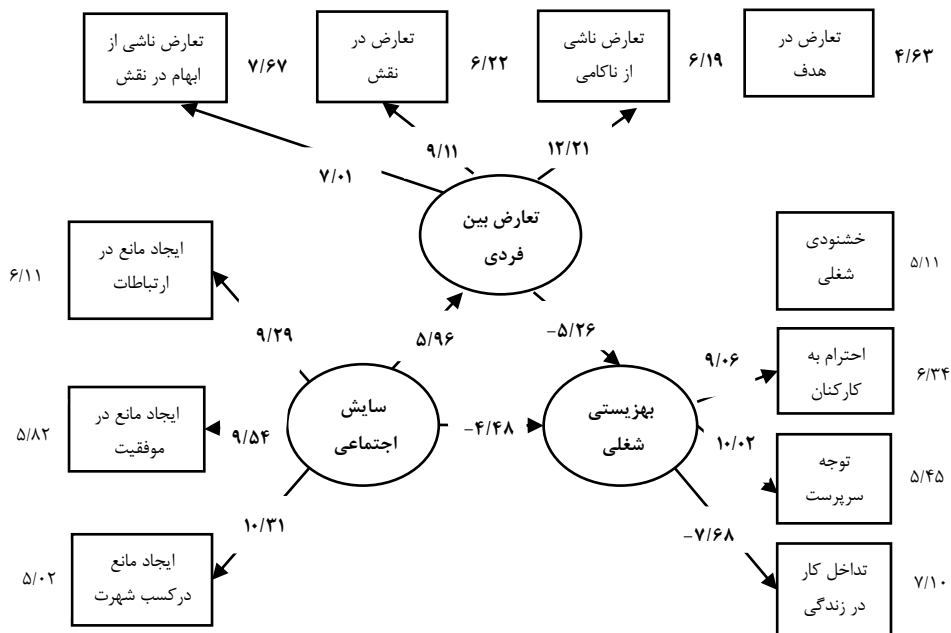 تعارض ناشی از
ابهام در نقش
۷/۶۷
تعارض در
نقش
۶/۲۲
تعارض ناشی
از ناکامی
۶/۱۹
تعارض در
هدف
۴/۶۳
۷/۰۱
۹/۱۱
۱۲/۲۱
تعارض بین
فردی
ایجاد مانع در
ارتباطات
۶/۱۱
ایجاد مانع در
موفقیت
۵/۸۲
ایجاد مانع
درکسب شهرت
۵/۰۲
۹/۲۹
۹/۵۴
۱۰/۳۱
سایش
اجتماعی
۵/۹۶
−۵/۲۶
−۴/۴۸
بهزیستی
شغلی
۹/۰۶
۱۰/۰۲
−۷/۶۸
خشنودی
شغلی
۵/۱۱
احترام به
کارکنان
۶/۳۴
توجه
سرپرست
۵/۴۵
تداخل کار
در زندگی
۷/۱۰